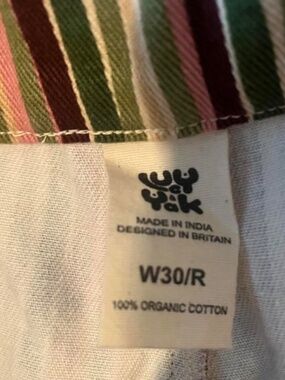 LUCY
&
YAK
MADE IN INDIA
DESIGNED IN BRITAIN
W30/R
100% ORGANIC COTTON